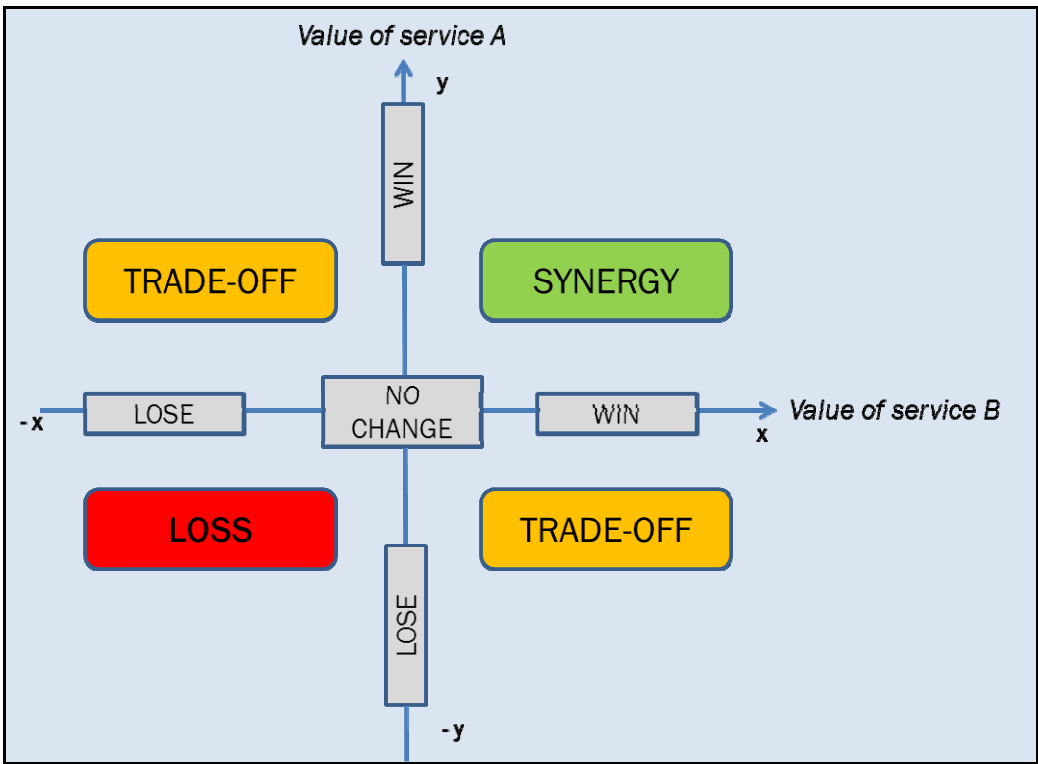 Value of service A
y
WIN
TRADE-OFF
SYNERGY
NO
CHANGE
-x
LOSE
WIN
x
Value of service B
LOSS
TRADE-OFF
LOSE
-y